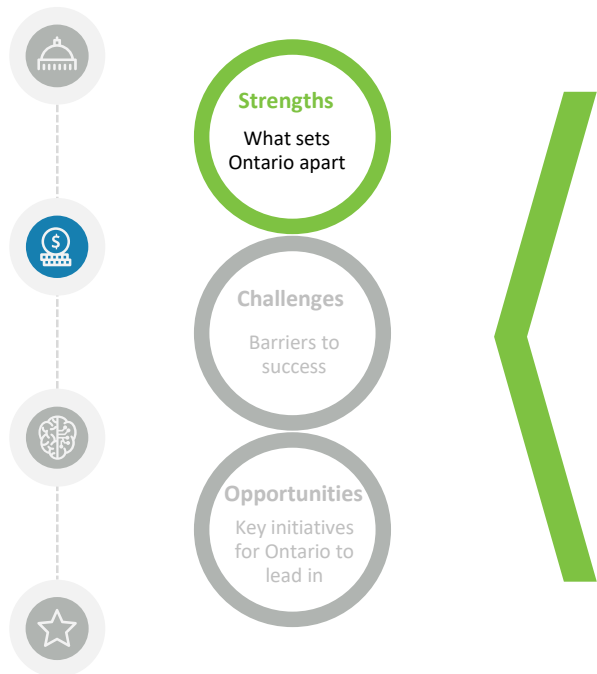 Strengths
What sets
Ontario apart
$
Challenges
Barriers to
success
Opportunities
Key initiatives
for Ontario to
lead in